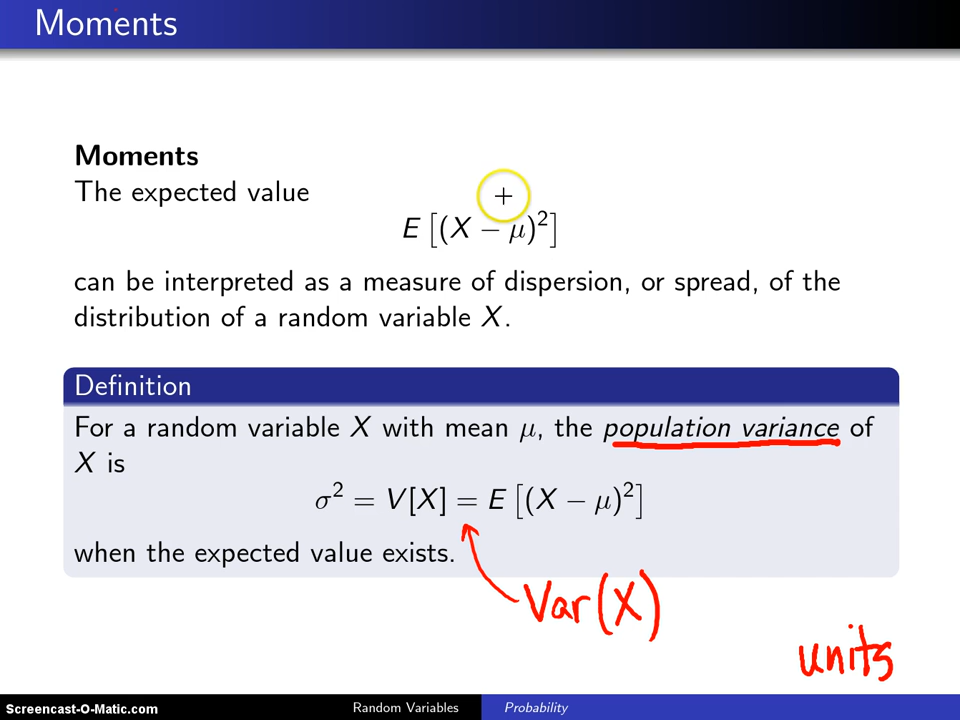 Moments
Moments
The expected value
E [(X − μ)²]
can be interpreted as a measure of dispersion, or spread, of the
distribution of a random variable X.
Definition
For a random variable X with mean μ, the population variance of
X is
σ² = V[X] = E [(X − μ)²]
when the expected value exists.
Var(X)
units
Screencast-O-Matic.com Random Variables Probability